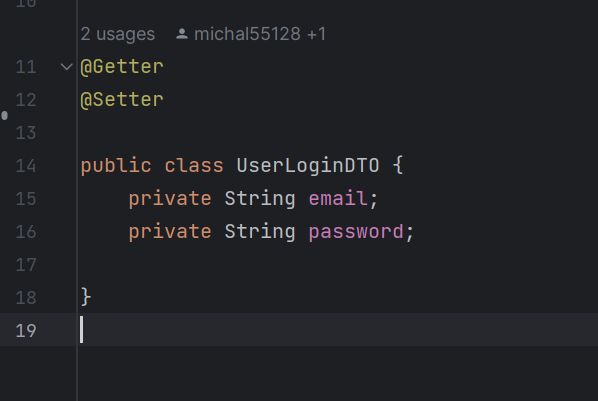 10
2 usages michal55128 +1
11 @Getter
12 @Setter
13
14 public class UserLoginDTO {
15 private String email;
16 private String password;
17
18 }
19